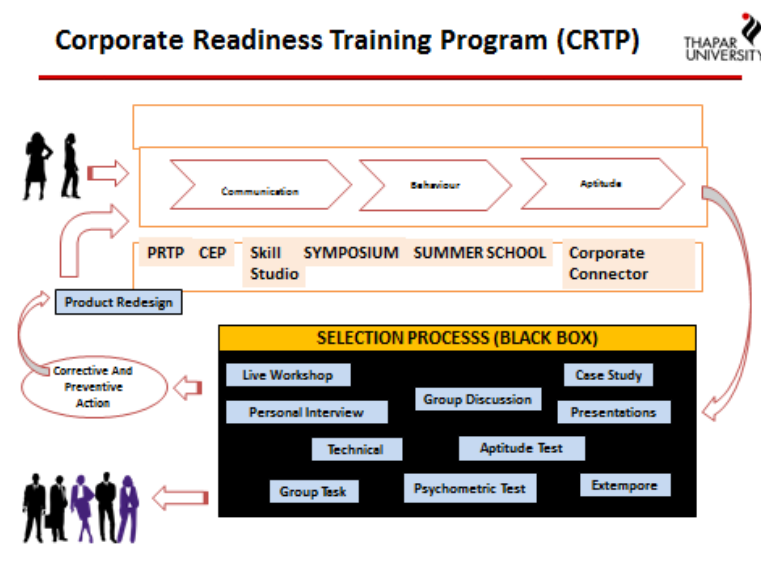 Corporate Readiness Training Program (CRTP)
THAPAR
UNIVERSITY
Communication
Behaviour
Aptitude
PRTP CEP Skill SYMPOSIUM SUMMER SCHOOL Corporate
Studio Connector
Product Redesign
SELECTION PROCESSS (BLACK BOX)
Corrective And
Preventive
Action
Live Workshop
Case Study
Group Discussion
Personal Interview
Presentations
Technical
Aptitude Test
Group Task
Psychometric Test
Extempore